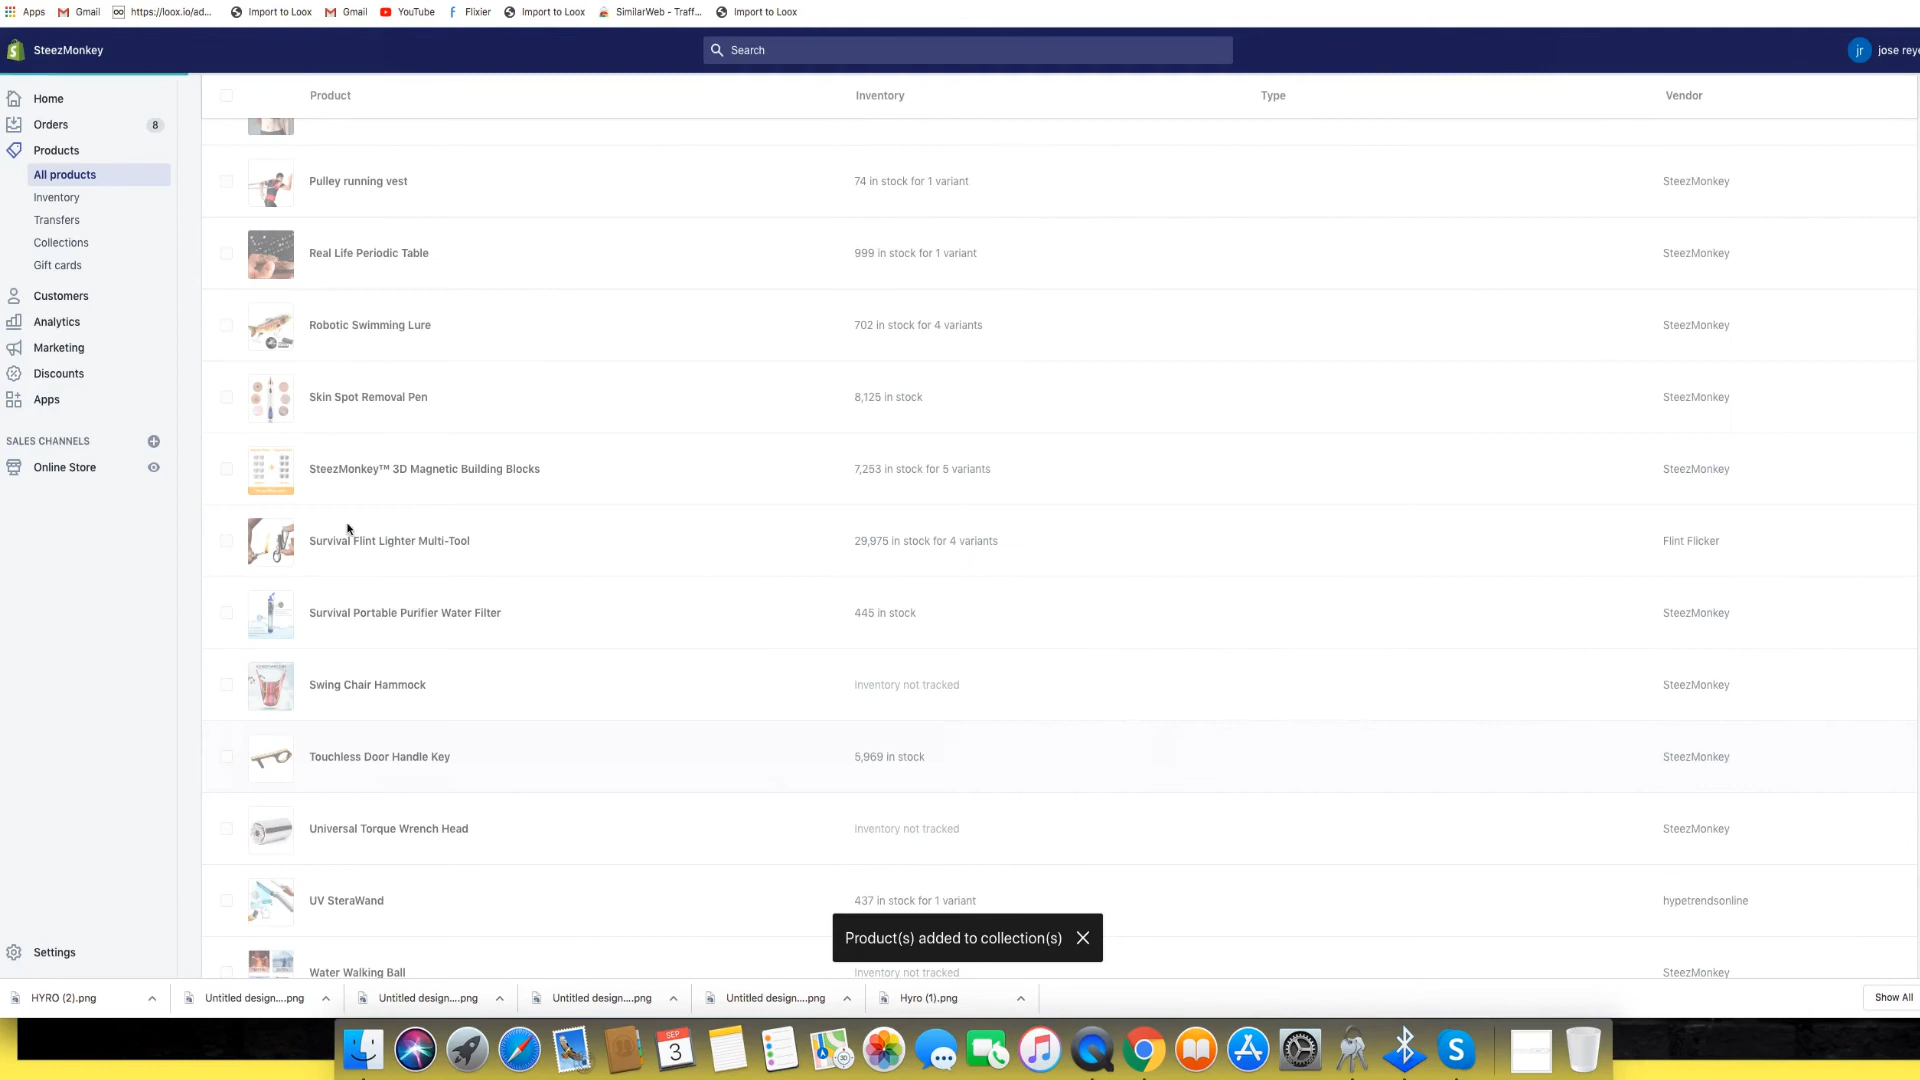 Apps Gmail https://loox.io/ad... Import to Loox Gmail YouTube Flixier Import to Loox SimilarWeb - Traff... Import to Loox
SteezMonkey Search jr jose reye
Home
Orders 8
Products
All products
Inventory
Transfers
Collections
Gift cards
Customers
Analytics
Marketing
Discounts
Apps
SALES CHANNELS
Online Store
Settings
Product Inventory Type Vendor
Pulley running vest 74 in stock for 1 variant SteezMonkey
Real Life Periodic Table 999 in stock for 1 variant SteezMonkey
Robotic Swimming Lure 702 in stock for 4 variants SteezMonkey
Skin Spot Removal Pen 8,125 in stock SteezMonkey
SteezMonkey™ 3D Magnetic Building Blocks 7,253 in stock for 5 variants SteezMonkey
Survival Flint Lighter Multi-Tool 29,975 in stock for 4 variants Flint Flicker
Survival Portable Purifier Water Filter 445 in stock SteezMonkey
Swing Chair Hammock Inventory not tracked SteezMonkey
Touchless Door Handle Key 5,969 in stock SteezMonkey
Universal Torque Wrench Head Inventory not tracked SteezMonkey
UV SteraWand 437 in stock for 1 variant hypetrendsonline
Product(s) added to collection(s)
Water Walking Ball Inventory not tracked SteezMonkey
HYRO (2).png Untitled design....png Untitled design....png Untitled design....png Untitled design....png Hyro (1).png Show All
SEP
3